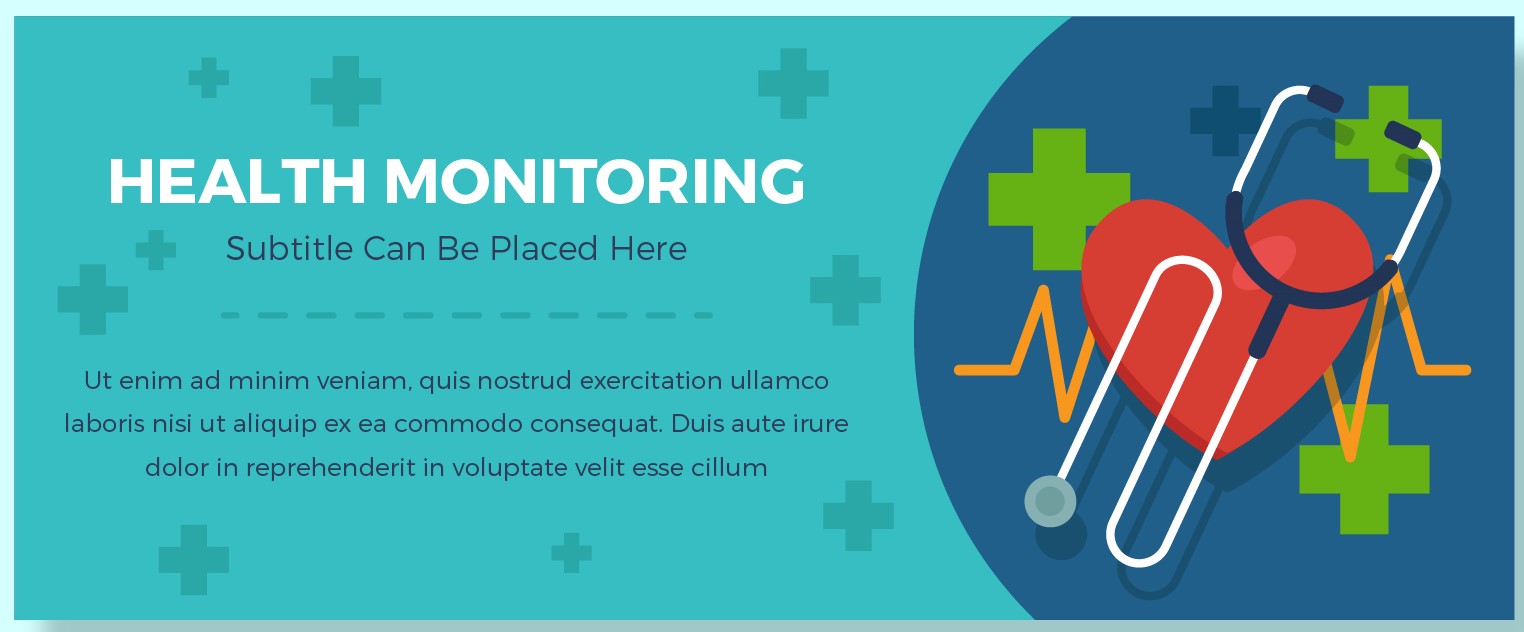 HEALTH MONITORING
Subtitle Can Be Placed Here
Ut enim ad minim veniam, quis nostrud exercitation ullamco
laboris nisi ut aliquip ex ea commodo consequat. Duis aute irure
dolor in reprehenderit in voluptate velit esse cillum